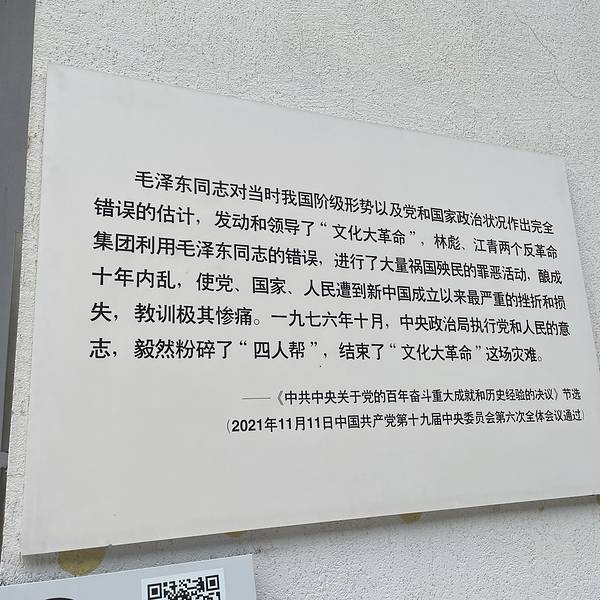 毛泽东同志对当时我国阶级形势以及党和国家政治状况作出完全
错误的估计，发动和领导了“文化大革命”，林彪、江青两个反革命
集团利用毛泽东同志的错误，进行了大量祸国殃民的罪恶活动，酿成
十年内乱，使党、国家、人民遭到新中国成立以来最严重的挫折和损
失，教训极其惨痛。一九七六年十月，中央政治局执行党和人民的意
志，毅然粉碎了“四人帮”，结束了“文化大革命”这场灾难。
——《中共中央关于党的百年奋斗重大成就和历史经验的决议》节选
（2021年11月11日中国共产党第十九届中央委员会第六次全体会议通过）